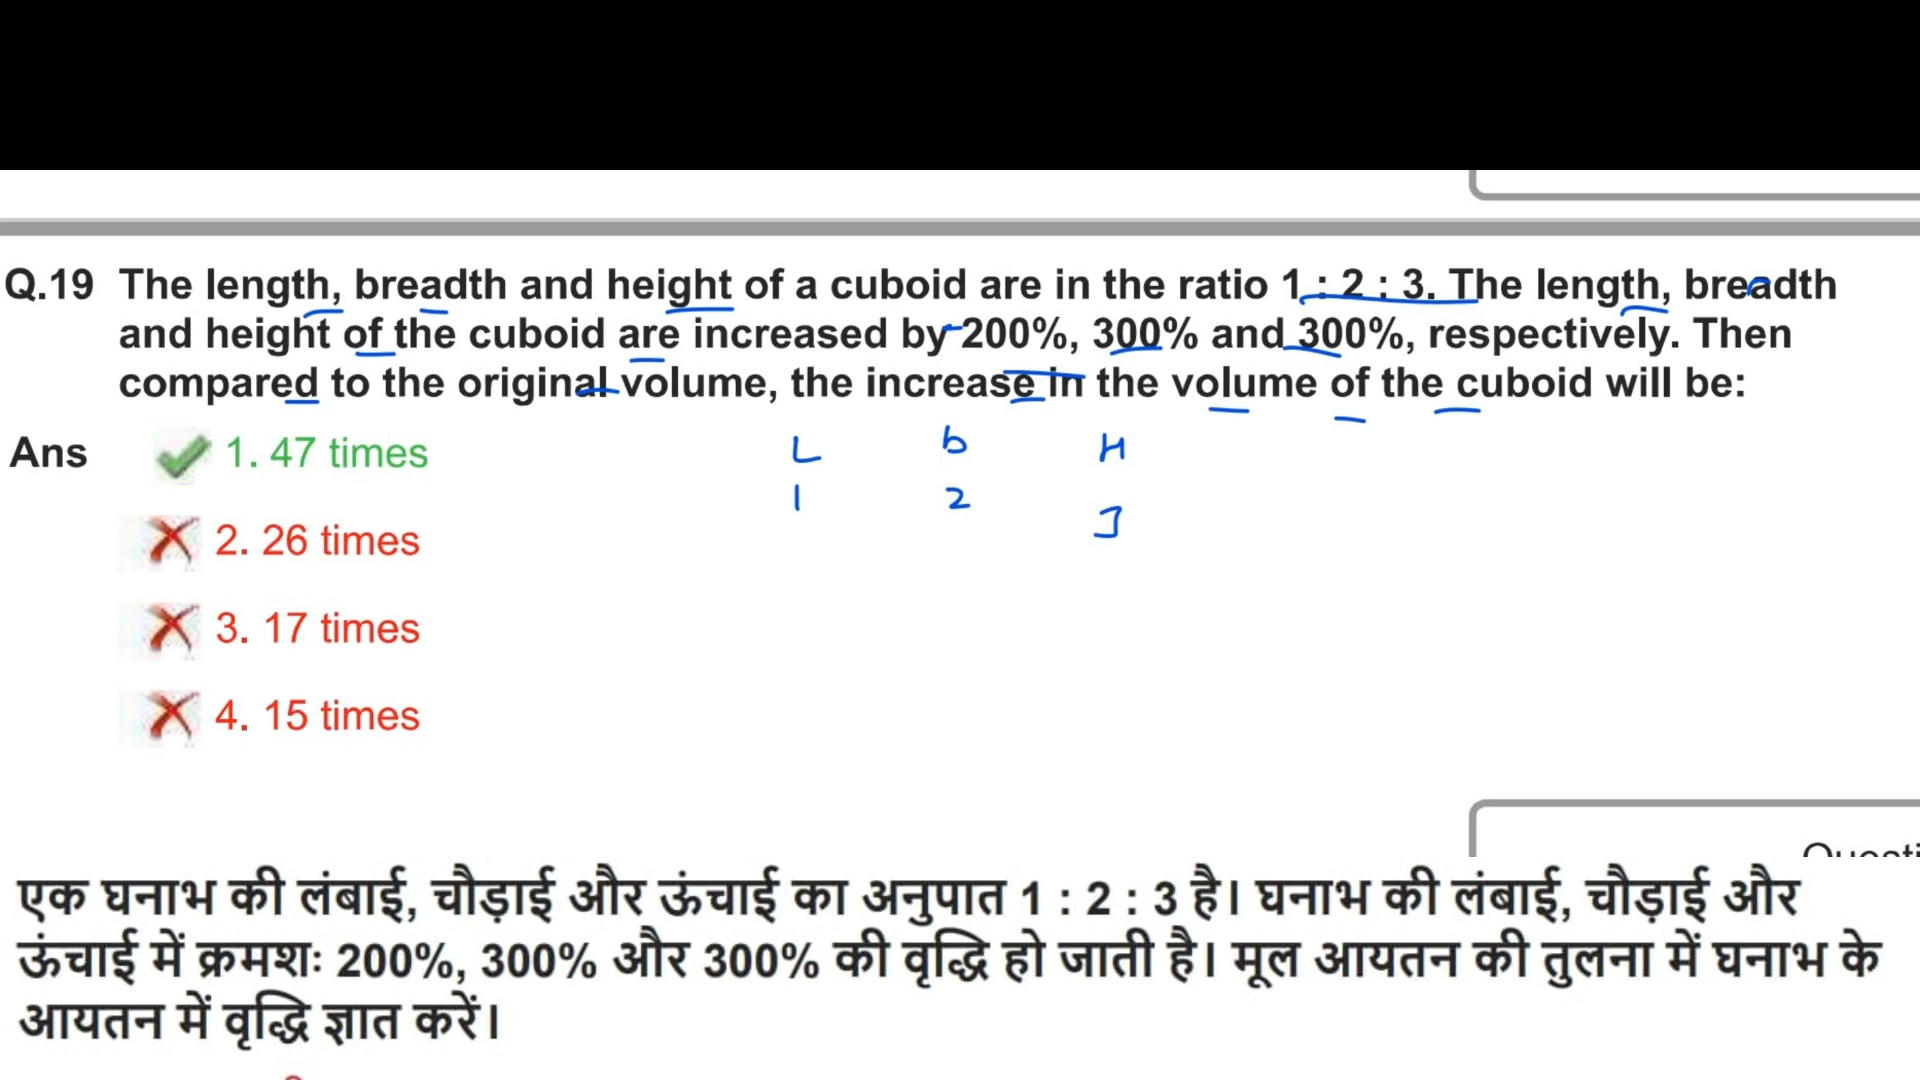 Q.19 The length, breadth and height of a cuboid are in the ratio 1 : 2 : 3. The length, breadth
and height of the cuboid are increased by 200%, 300% and 300%, respectively. Then
compared to the original volume, the increase in the volume of the cuboid will be:
Ans 1. 47 times
L b H
1 2 3
2. 26 times
3. 17 times
4. 15 times
एक घनाभ की लंबाई, चौड़ाई और ऊंचाई का अनुपात 1 : 2 : 3 है। घनाभ की लंबाई, चौड़ाई और
ऊंचाई में क्रमशः 200%, 300% और 300% की वृद्धि हो जाती है। मूल आयतन की तुलना में घनाभ के
आयतन में वृद्धि ज्ञात करें।